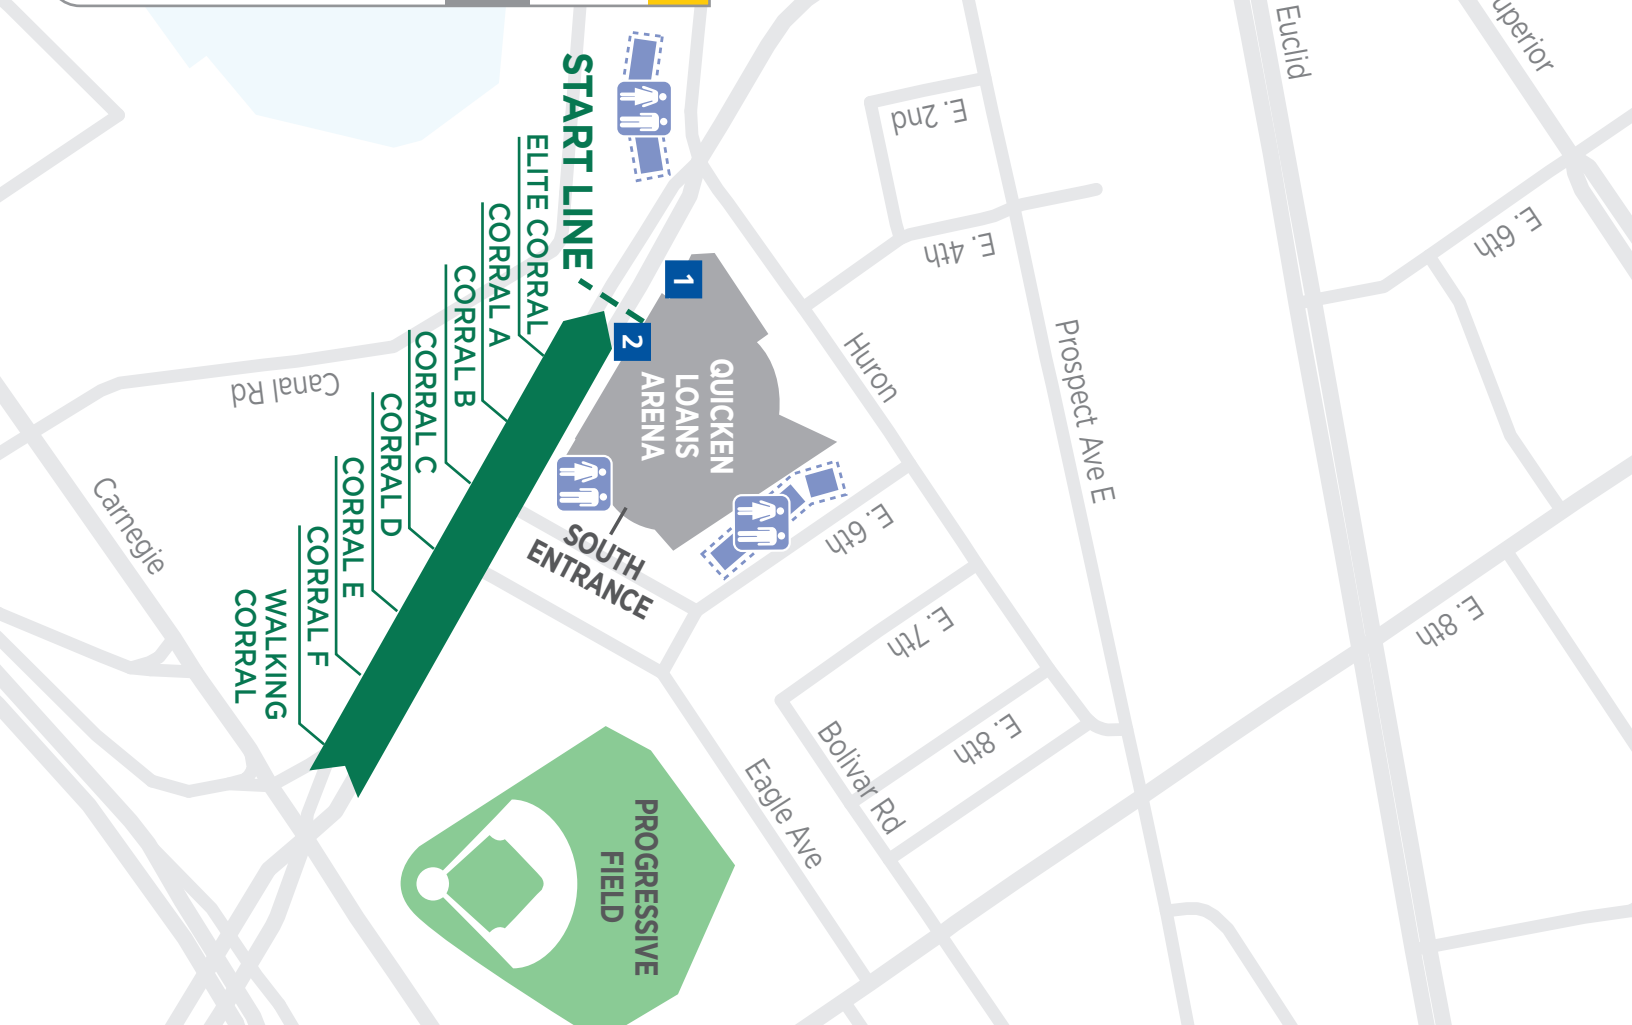 START LINE
ELITE CORRAL
CORRAL A
CORRAL B
CORRAL C
CORRAL D
CORRAL E
CORRAL F
WALKING
CORRAL
1
2
QUICKEN
LOANS
ARENA
SOUTH
ENTRANCE
PROGRESSIVE
FIELD
Canal Rd
Carnegie
E. 2nd
E. 4th
Huron
Prospect Ave E
Euclid
uperior
E. 6th
E. 6th
E. 7th
E. 8th
E. 8th
Bolivar Rd
Eagle Ave